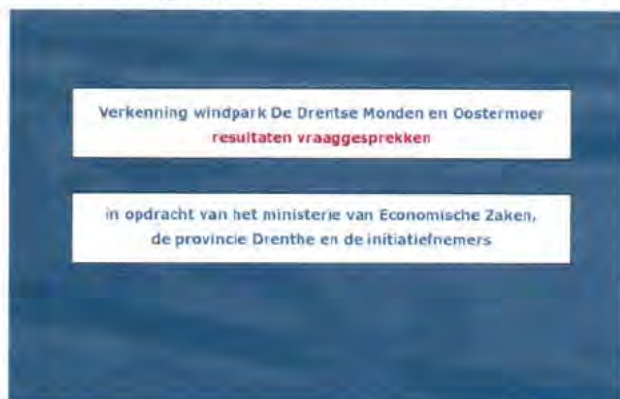 Verkenning windpark De Drentse Monden en Oostermoer
resultaten vraaggesprekken
in opdracht van het ministerie van Economische Zaken,
de provincie Drenthe en de initiatiefnemers